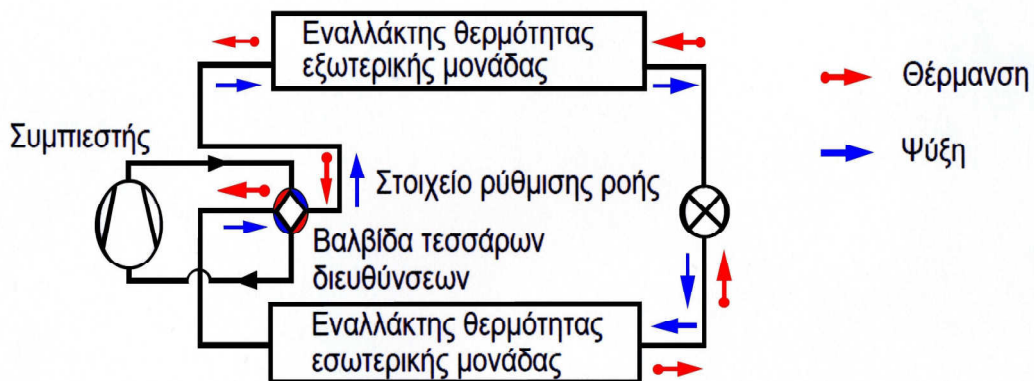 Εναλλάκτης θερμότητας
εξωτερικής μονάδας
Θέρμανση
Συμπιεστής
Ψύξη
Στοιχείο ρύθμισης ροής
Βαλβίδα τεσσάρων
διευθύνσεων
Εναλλάκτης θερμότητας
εσωτερικής μονάδας